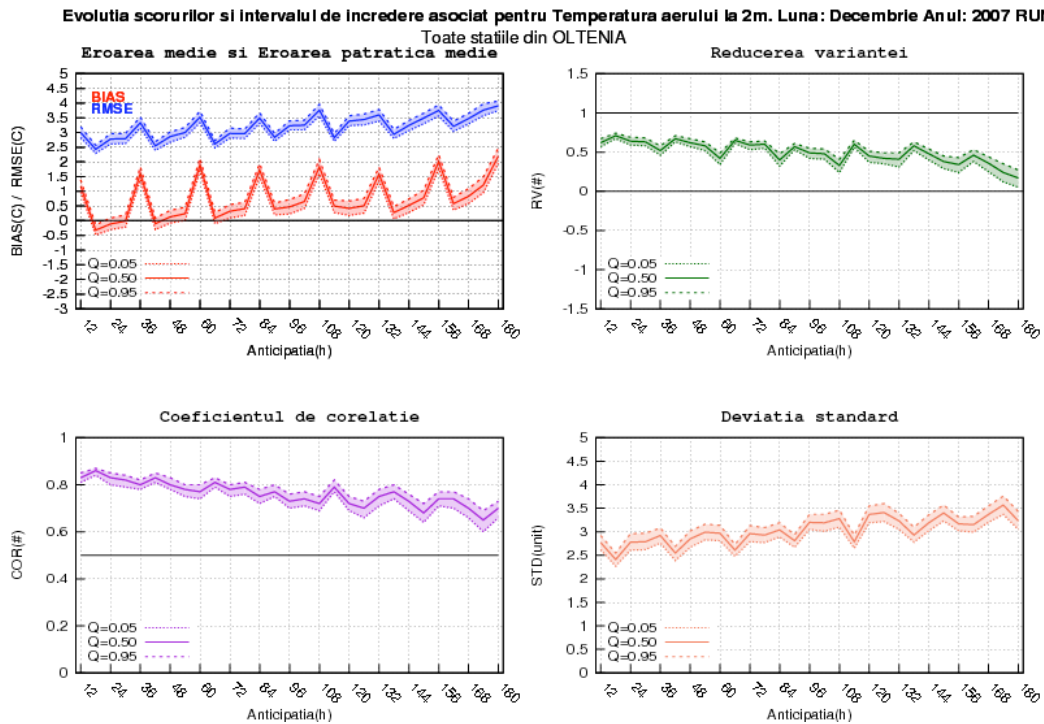 Evolutia scorurilor si intervalul de incredere asociat pentru Temperatura aerului la 2m. Luna: Decembrie Anul: 2007 RU
Toate statiile din OLTENIA
Eroarea medie si Eroarea patratica medie
5
4.5
4
3.5
3
2.5
2
1.5
1
0.5
0
-0.5
-1
-1.5
-2
-2.5
-3
BIAS(C) / RMSE(C)
BIAS
RMSE
Q=0.05
Q=0.50
Q=0.95
12 24 36 48 60 72 84 96 108 120 132 144 156 168 180
Anticipatia(h)
Reducerea variantei
1.5
1
0.5
0
-0.5
-1
-1.5
RV(#)
Q=0.05
Q=0.50
Q=0.95
12 24 36 48 60 72 84 96 108 120 132 144 156 168 180
Anticipatia(h)
Coeficientul de corelatie
1
0.8
0.6
0.4
0.2
0
COR(#)
Q=0.05
Q=0.50
Q=0.95
12 24 36 48 60 72 84 96 108 120 132 144 156 168 180
Anticipatia(h)
Deviatia standard
5
4.5
4
3.5
3
2.5
2
1.5
1
0.5
0
STD(unit)
Q=0.05
Q=0.50
Q=0.95
12 24 36 48 60 72 84 96 108 120 132 144 156 168 180
Anticipatia(h)